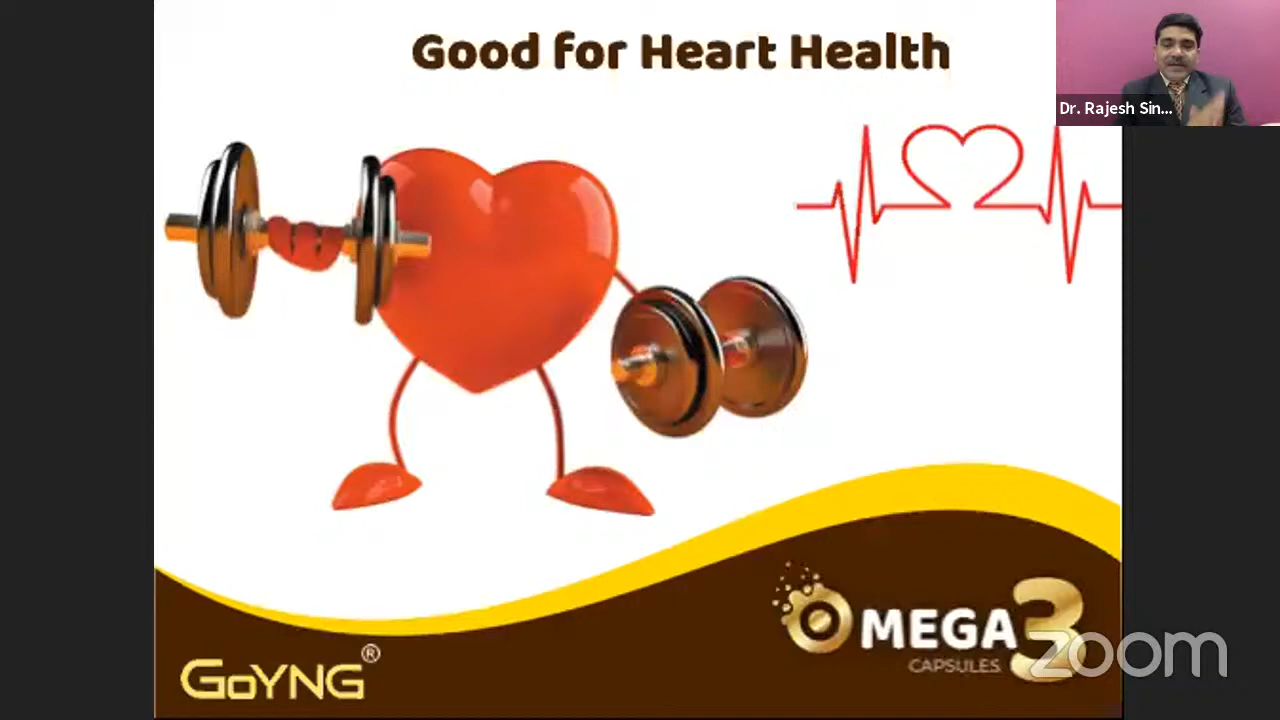 Good for Heart Health
Dr. Rajesh Sin...
GOYNG®
OMEGA 3
CAPSULES
zoom